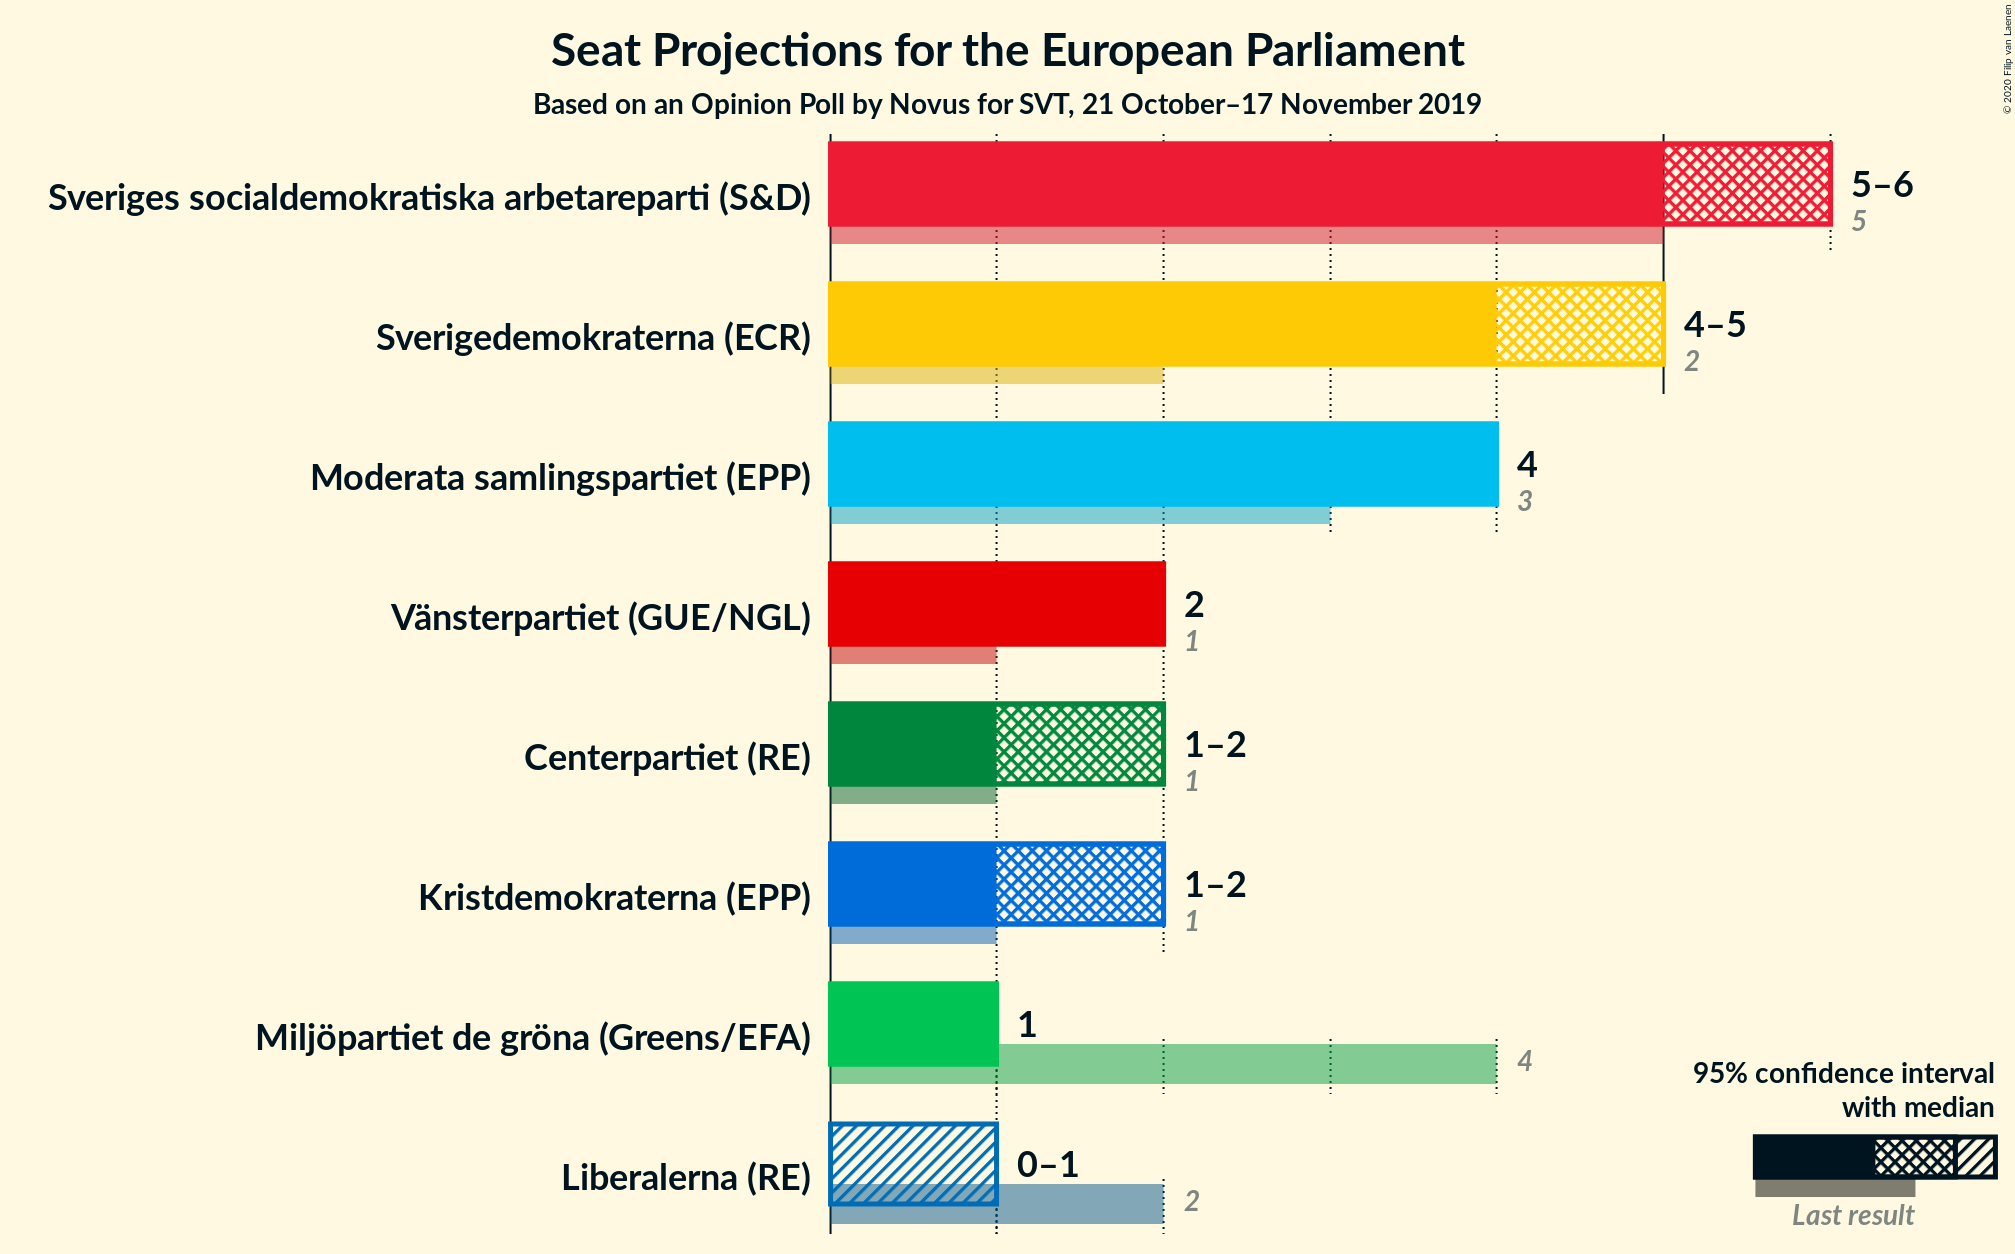 Seat Projections for the European Parliament
Based on an Opinion Poll by Novus for SVT, 21 October–17 November 2019
© 2020 Filip van Laenen
Sveriges socialdemokratiska arbetareparti (S&D)
5–6
5
Sverigedemokraterna (ECR)
4–5
2
Moderata samlingspartiet (EPP)
4
3
Vänsterpartiet (GUE/NGL)
2
1
Centerpartiet (RE)
1–2
1
Kristdemokraterna (EPP)
1–2
1
Miljöpartiet de gröna (Greens/EFA)
1
4
Liberalerna (RE)
0–1
2
95% confidence interval
with median
Last result